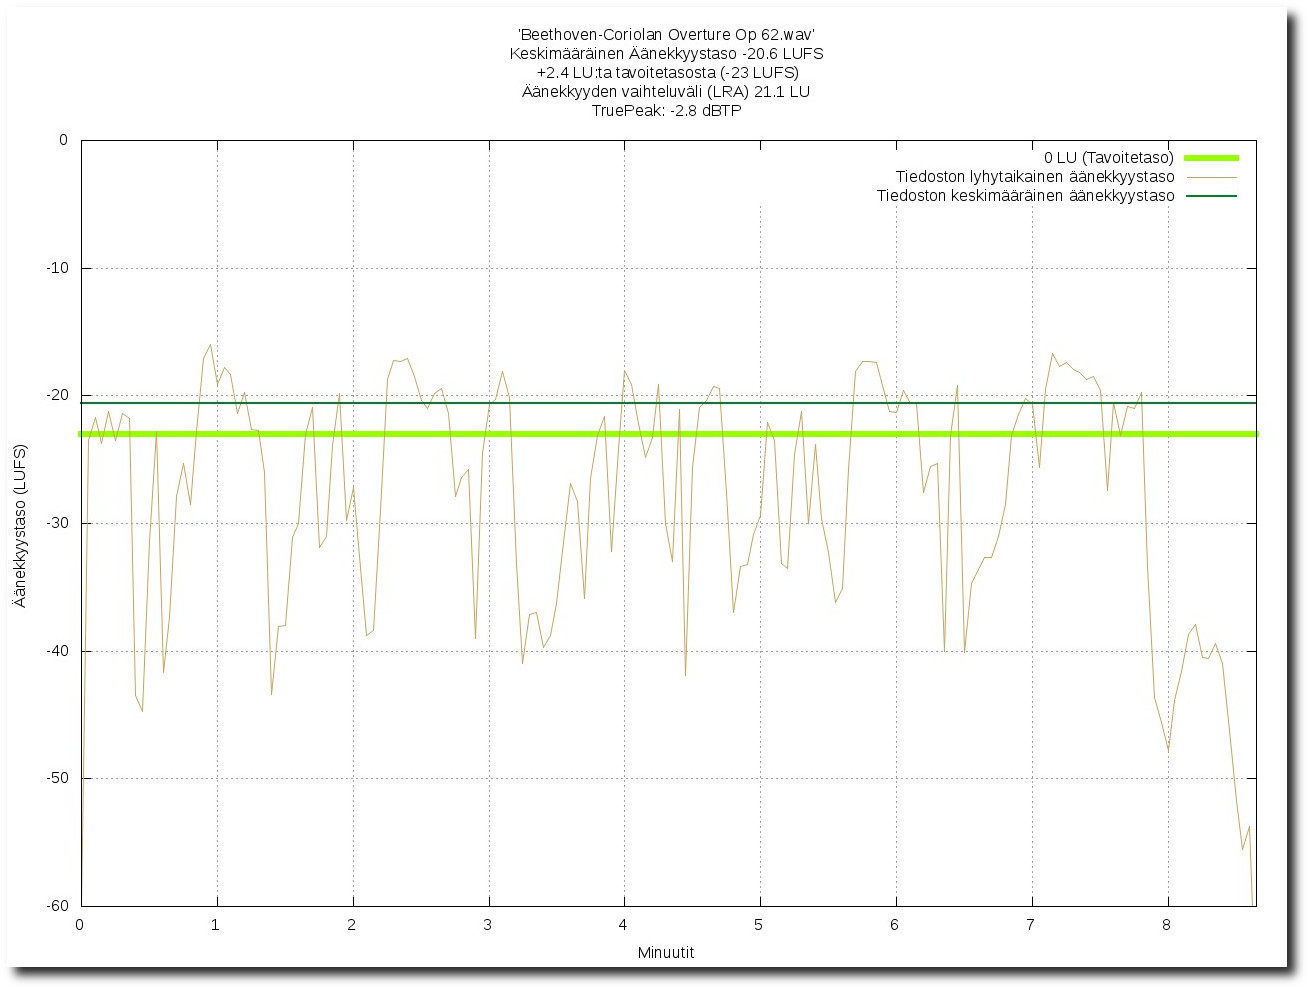 'Beethoven-Coriolan Overture Op 62.wav'
Keskimääräinen Äänekkyystaso -20.6 LUFS
+2.4 LU:ta tavoitetasosta (-23 LUFS)
Äänekkyyden vaihteluväli (LRA) 21.1 LU
TruePeak: -2.8 dBTP
0 LU (Tavoitetaso)
Tiedoston lyhytaikainen äänekkyystaso
Tiedoston keskimääräinen äänekkyystaso
Äänekkyystaso (LUFS)
0
-10
-20
-30
-40
-50
-60
0 1 2 3 4 5 6 7 8
Minuutit